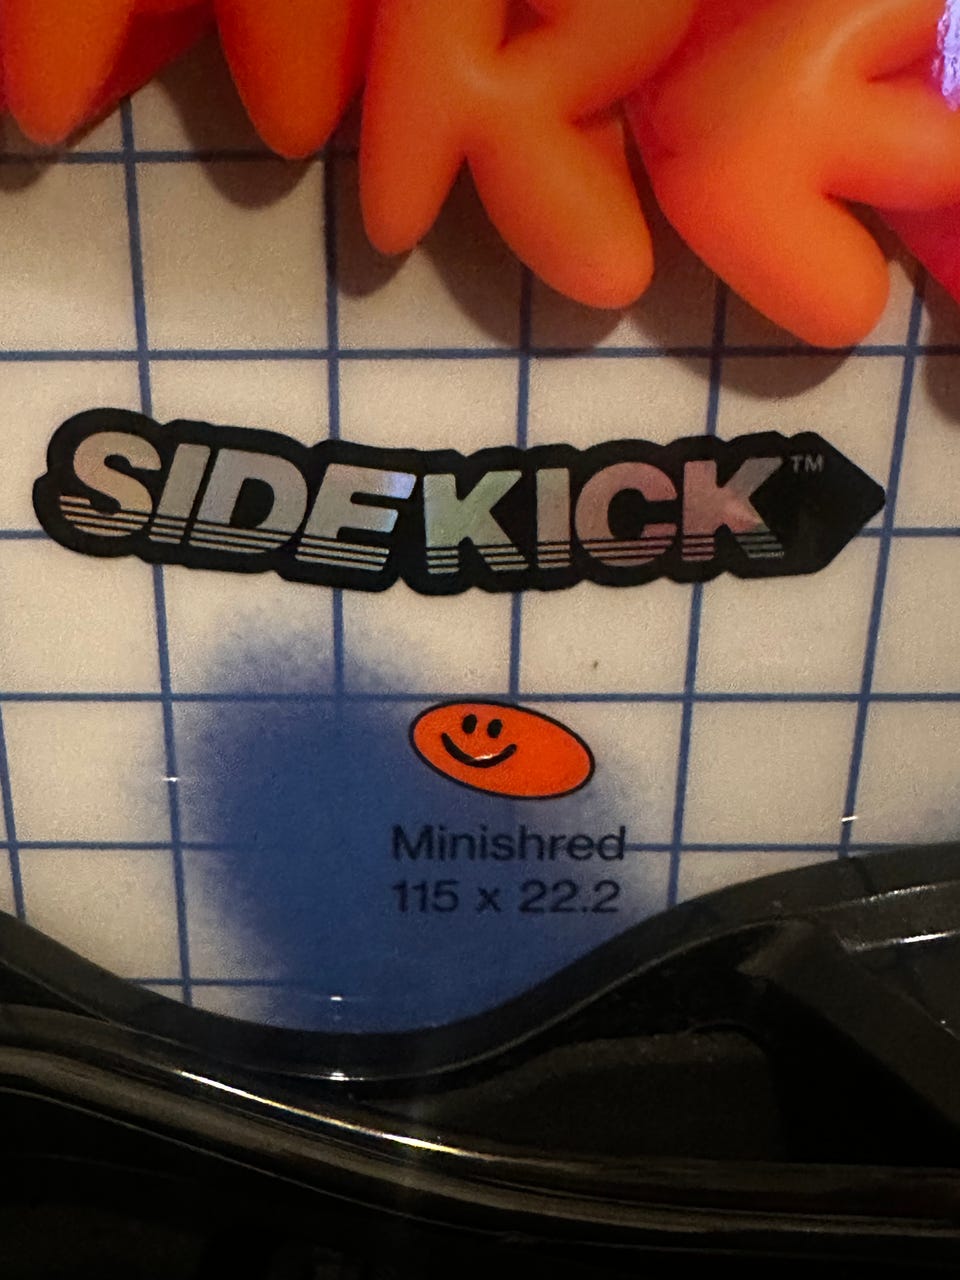 SIDEKICK™
Minishred
115 x 22.2